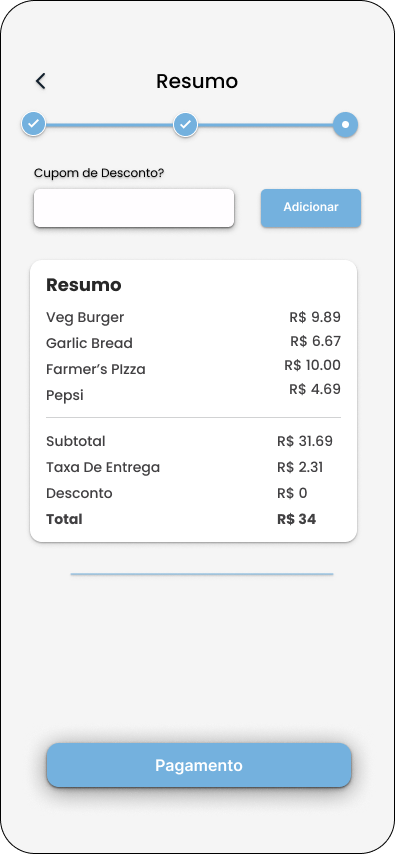 Resumo
Cupom de Desconto?
Adicionar
Resumo
Veg Burger R$ 9.89
Garlic Bread R$ 6.67
Farmer’s PIzza R$ 10.00
Pepsi R$ 4.69
Subtotal R$ 31.69
Taxa De Entrega R$ 2.31
Desconto R$ 0
Total R$ 34
Pagamento